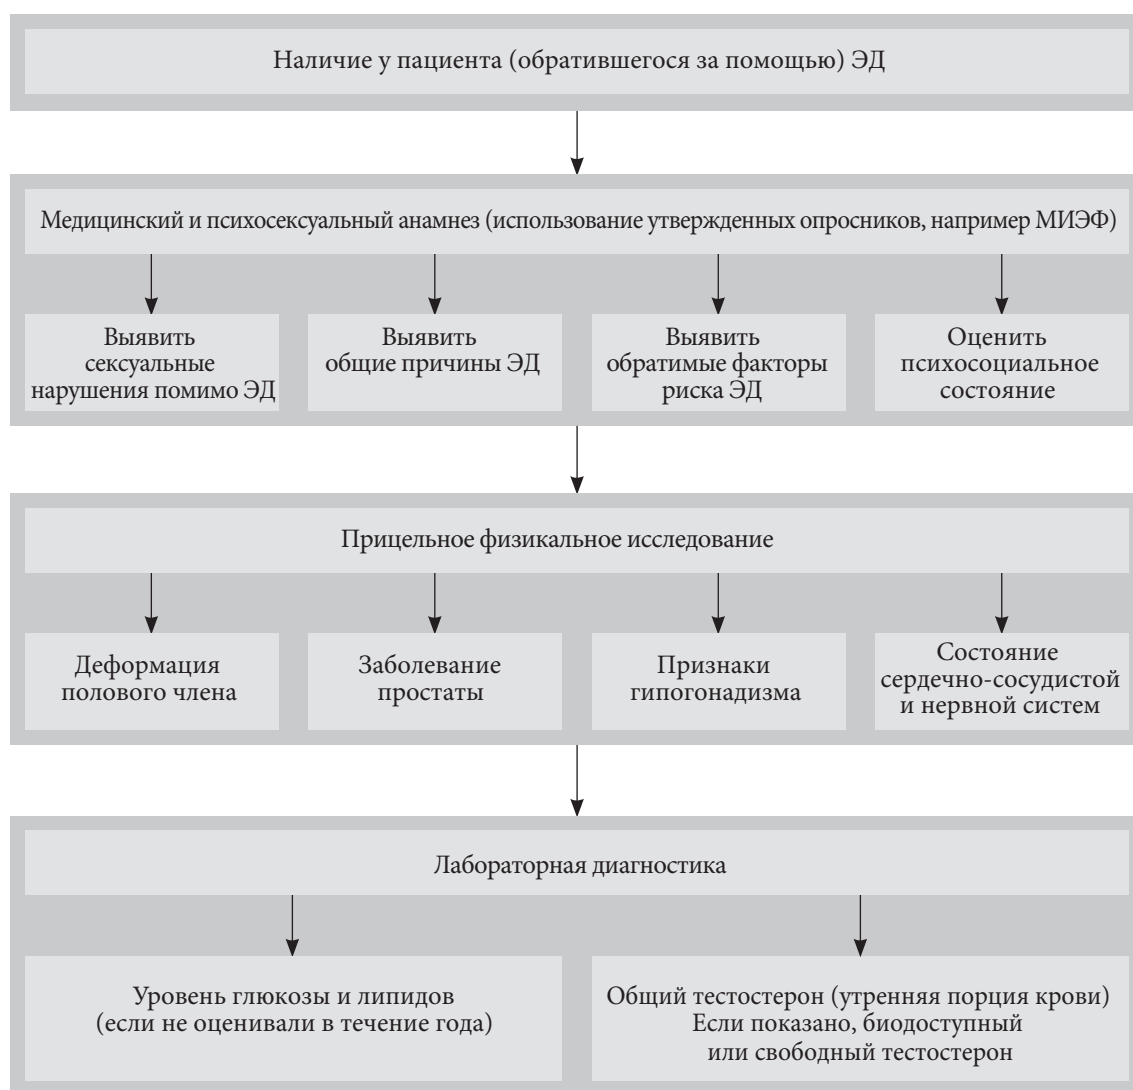 Наличие у пациента (обратившегося за помощью) ЭД
Медицинский и психосексуальный анамнез (использование утвержденных опросников, например МИЭФ)
Выявить
сексуальные
нарушения помимо ЭД
Выявить
общие причины ЭД
Выявить
обратимые факторы
риска ЭД
Оценить
психосоциальное
состояние
Прицельное физикальное исследование
Деформация
полового члена
Заболевание
простаты
Признаки
гипогонадизма
Состояние
сердечно-сосудистой
и нервной систем
Лабораторная диагностика
Уровень глюкозы и липидов
(если не оценивали в течение года)
Общий тестостерон (утренняя порция крови)
Если показано, биодоступный
или свободный тестостерон